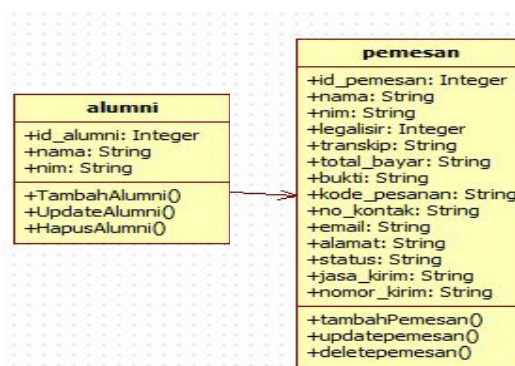 alumni
+id_alumni: Integer
+nama: String
+nim: String
+TambahAlumni()
+UpdateAlumni()
+HapusAlumni()
pemesan
+id_pemesan: Integer
+nama: String
+nim: String
+legalisir: Integer
+transkip: String
+total_bayar: String
+bukti: String
+kode_pesanan: String
+no_kontak: String
+email: String
+alamat: String
+status: String
+jasa_kirim: String
+nomor_kirim: String
+tambahPemesan()
+updatepemesan()
+deletepemesan()